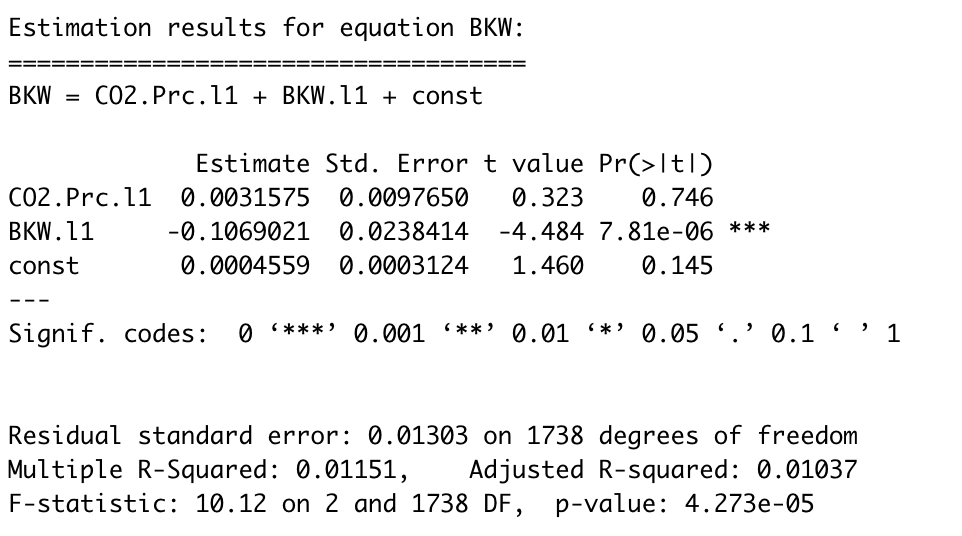 Estimation results for equation BKW:
====================================
BKW = CO2.Prc.l1 + BKW.l1 + const
Estimate Std. Error t value Pr(>|t|)
CO2.Prc.l1 0.0031575 0.0097650 0.323 0.746
BKW.l1 -0.1069021 0.0238414 -4.484 7.81e-06 ***
const 0.0004559 0.0003124 1.460 0.145
---
Signif. codes: 0 ‘***’ 0.001 ‘**’ 0.01 ‘*’ 0.05 ‘.’ 0.1 ‘ ’ 1
Residual standard error: 0.01303 on 1738 degrees of freedom
Multiple R-Squared: 0.01151, Adjusted R-squared: 0.01037
F-statistic: 10.12 on 2 and 1738 DF, p-value: 4.273e-05